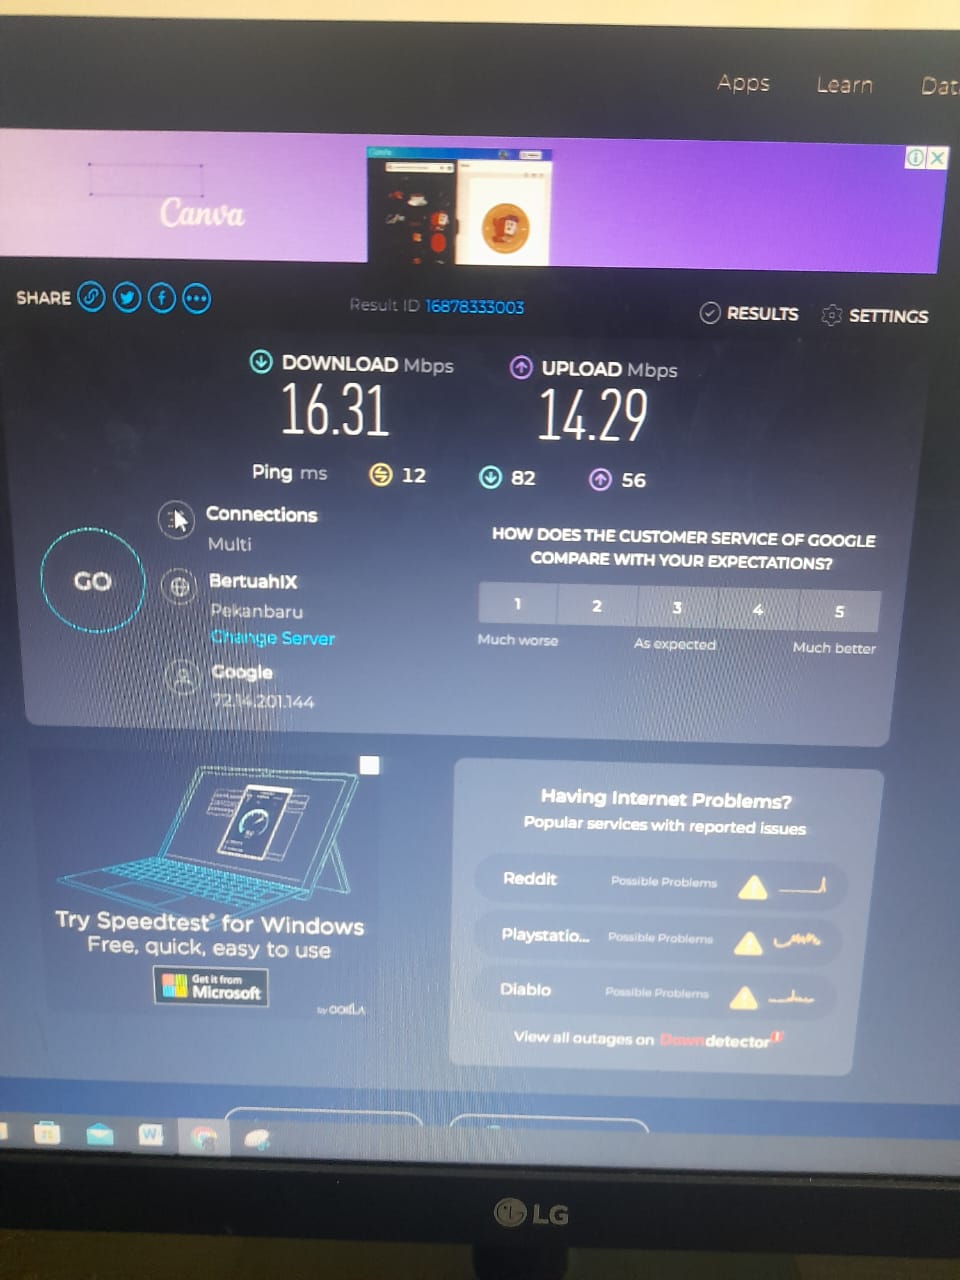 Apps Learn Dat
Canva
SHARE
Result ID 16878333003
RESULTS SETTINGS
DOWNLOAD Mbps
16.31
UPLOAD Mbps
14.29
Ping ms 12 82 56
GO
Connections
Multi
BertuahIX
Pekanbaru
Change Server
Google
72.14.201.144
HOW DOES THE CUSTOMER SERVICE OF GOOGLE
COMPARE WITH YOUR EXPECTATIONS?
1 2 3 4 5
Much worse As expected Much better
Try Speedtest® for Windows
Free, quick, easy to use
Get it from
Microsoft
by OOKLA
Having Internet Problems?
Popular services with reported issues
Reddit Possible Problems
Playstatio... Possible Problems
Diablo Possible Problems
View all outages on Downdetector
LG